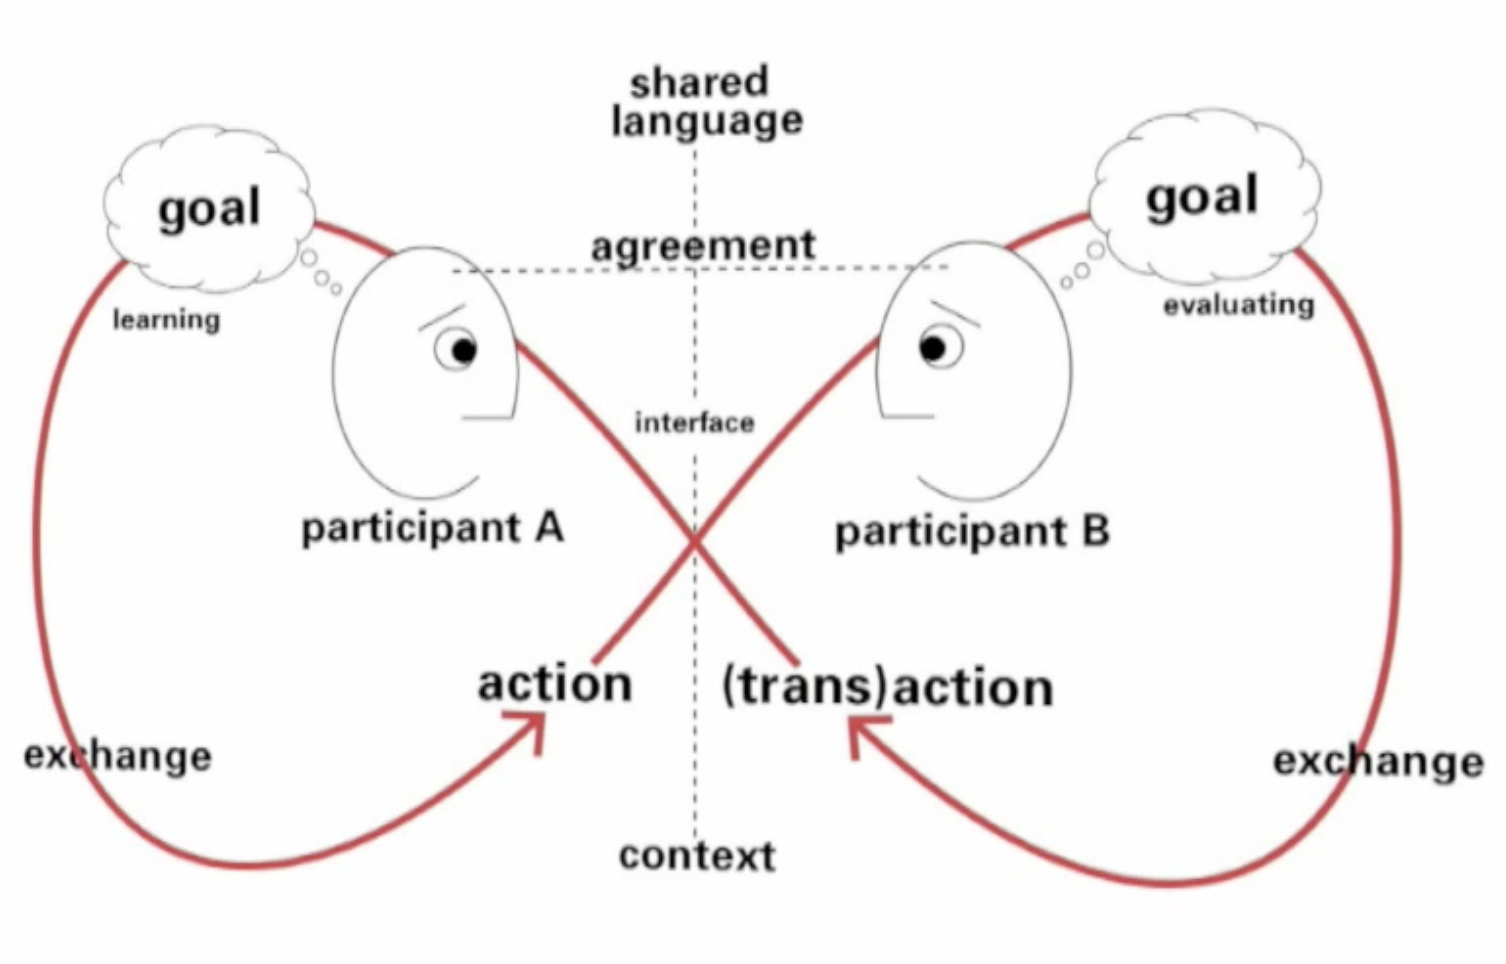 shared
language
goal
goal
agreement
learning
evaluating
interface
participant A
participant B
action
(trans)action
exchange
exchange
context